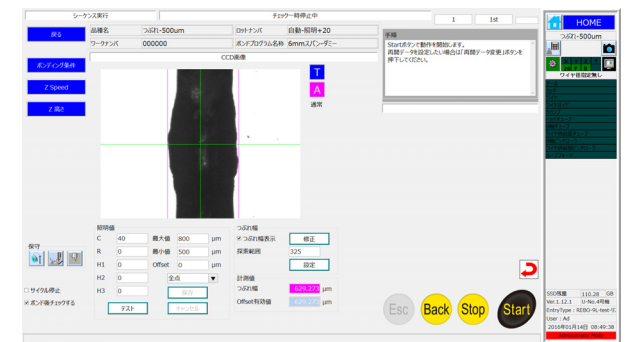 シーケンス実行
チェッカー時停止中
1
1st
HOME
戻る
品種名
つぶれ-500um
ロットナンバ
自動-照明+20
ワークナンバ
000000
ボンドプログラム名称
6mmスパン-ダミー
手順
Startボタンで動作を開始します。
再開データを設定したい場合は「再開データ変更」ボタンを
押下してください。
つぶれ-500um
ワイヤ径指定無し
CCD画像
ボンディング条件
Z Speed
Z 高さ
T
A
通常
照明値
C 40 最大値 800 μm
R 0 最小値 500 μm
H1 0 Offset 0 μm
H2 0 全点
H3 0 保存
テスト キャンセル
つぶれ幅
つぶれ幅表示 修正
探索範囲 325
設定
計測値
つぶれ幅 629.272 μm
Offset有効値 629.272 μm
保守
サイクル停止
ボンド後チェックする
Esc
Back
Stop
Start
SSD残量 110.28 GB
Ver.1.12.1 U-No.4号機
EntryType : REBO-9L-test-リ
User : Ad
2016年01月14日 08:49:38